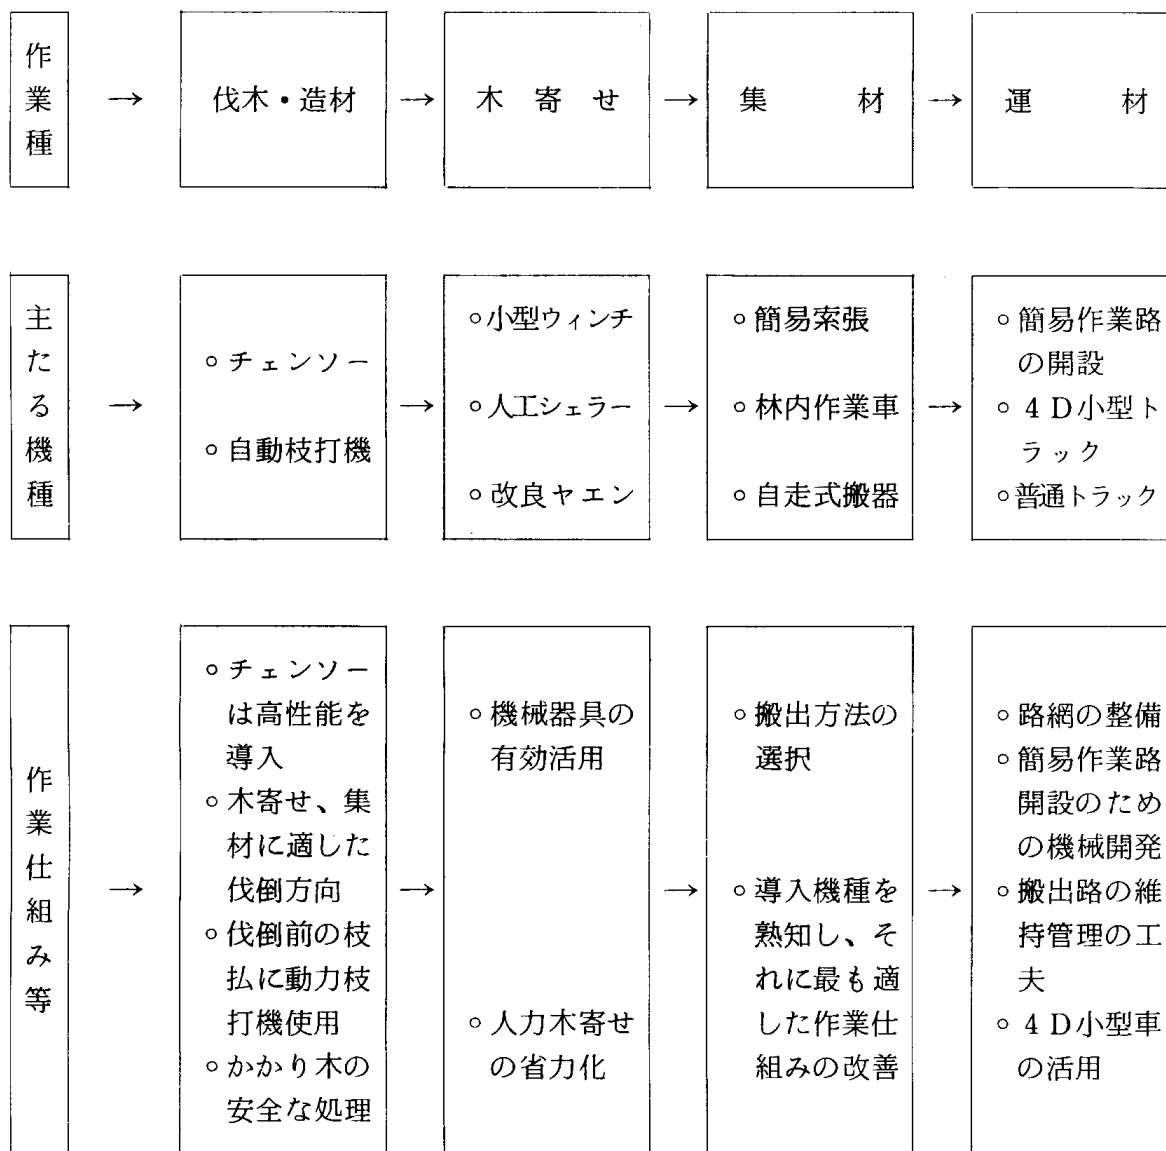 作業種
→
伐木・造材
→
木寄せ
→
集材
→
運材
主たる機種
→
○チェンソー
○自動枝打機
→
○小型ウィンチ
○人工シェラー
○改良ヤエン
→
○簡易索張
○林内作業車
○自走式搬器
→
○簡易作業路
の開設
○4D小型ト
ラック
○普通トラック
作業仕組み等
→
○チェンソー
は高性能を
導入
○木寄せ、集
材に適した
伐倒方向
○伐倒前の枝
払に動力枝
打機使用
○かかり木の
安全な処理
→
○機械器具の
有効活用
○人力木寄せ
の省力化
→
○搬出方法の
選択
○導入機種を
熟知し、そ
れに最も適
した作業仕
組みの改善
→
○路網の整備
○簡易作業路
開設のため
の機械開発
○搬出路の維
持管理の工
夫
○4D小型車
の活用